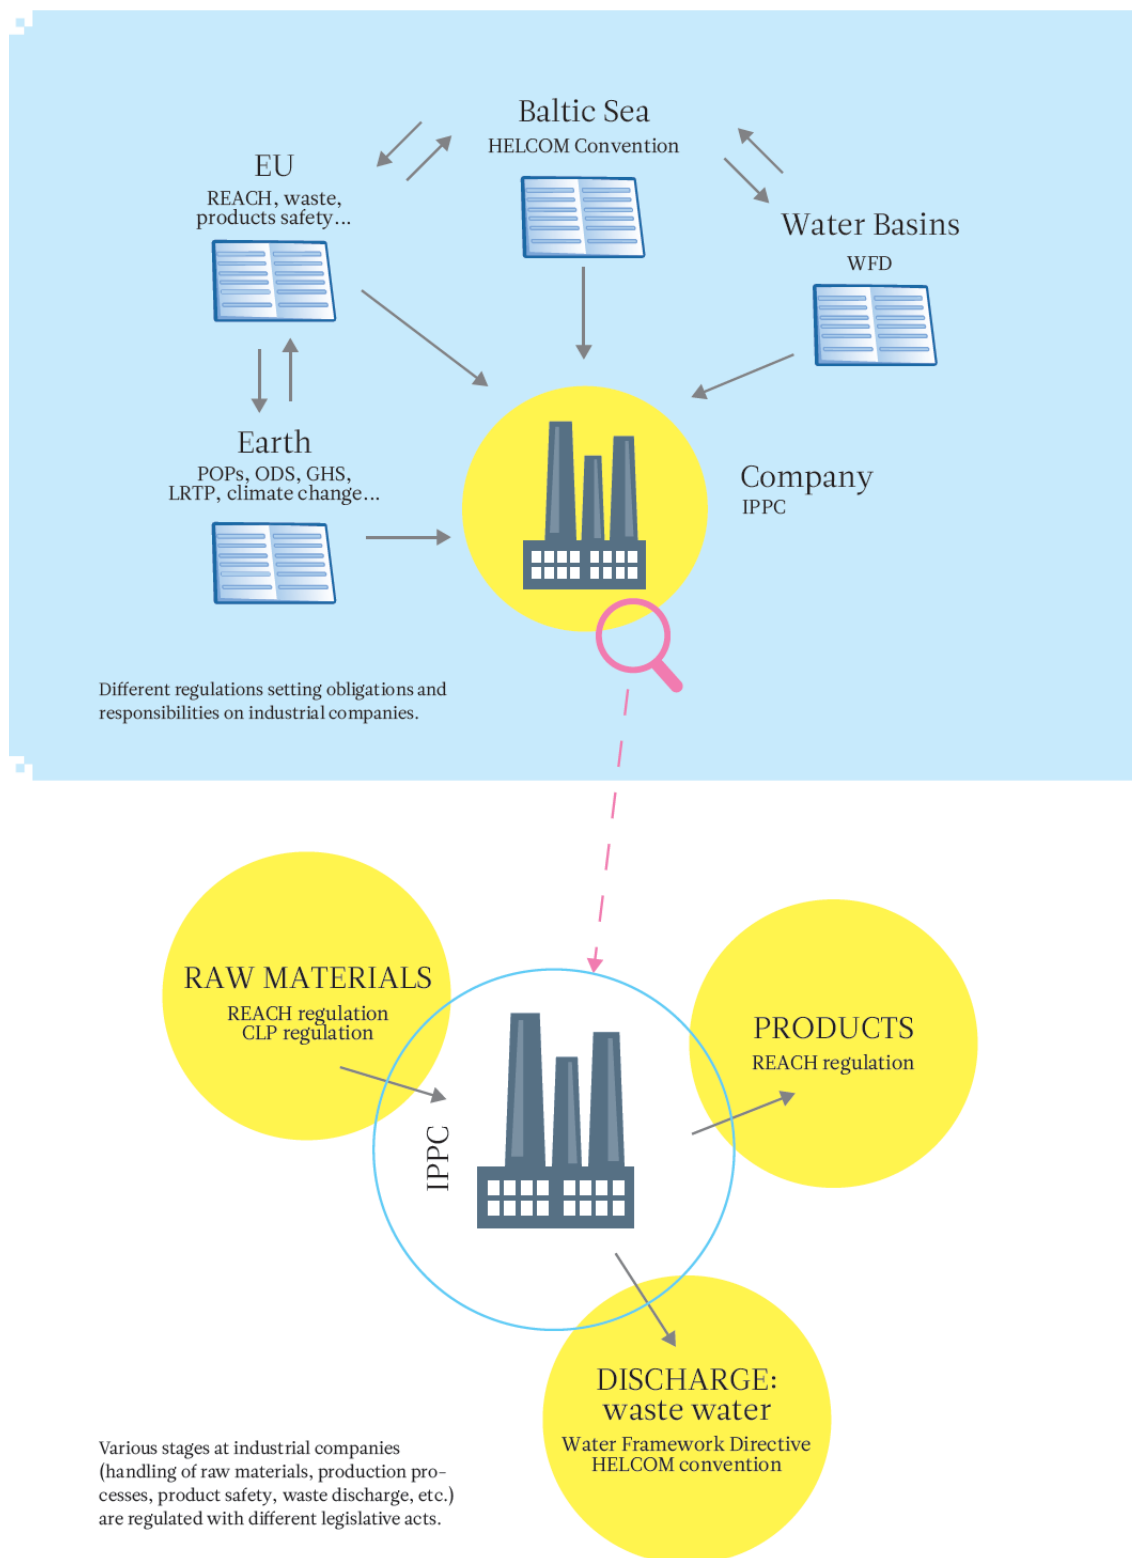 Baltic Sea
HELCOM Convention
EU
REACH, waste,
products safety...
Water Basins
WFD
Earth
POPs, ODS, GHS,
LRTP, climate change...
Company
IPPC
Different regulations setting obligations and
responsibilities on industrial companies.
RAW MATERIALS
REACH regulation
CLP regulation
PRODUCTS
REACH regulation
IPPC
DISCHARGE:
waste water
Water Framework Directive
HELCOM convention
Various stages at industrial companies
(handling of raw materials, production pro-
cesses, product safety, waste discharge, etc.)
are regulated with different legislative acts.